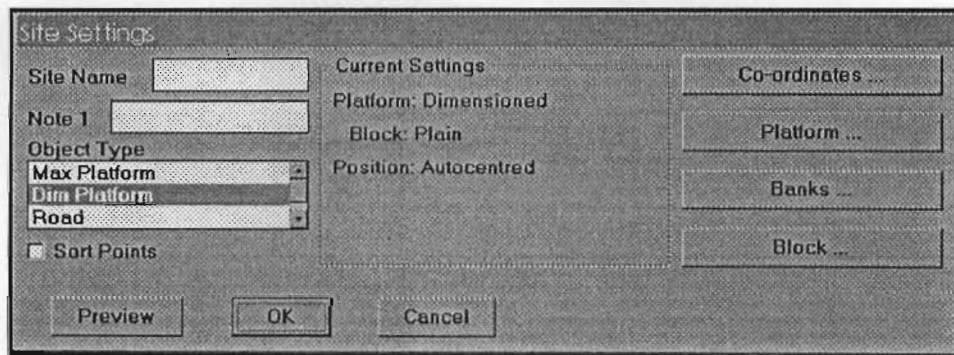 Site Settings
Site Name
Note 1
Object Type
Max Platform
Dim Platform
Road
Sort Points
Current Settings
Platform: Dimensioned
Block: Plain
Position: Autocentred
Co-ordinates ...
Platform ...
Banks ...
Block ...
Preview
OK
Cancel